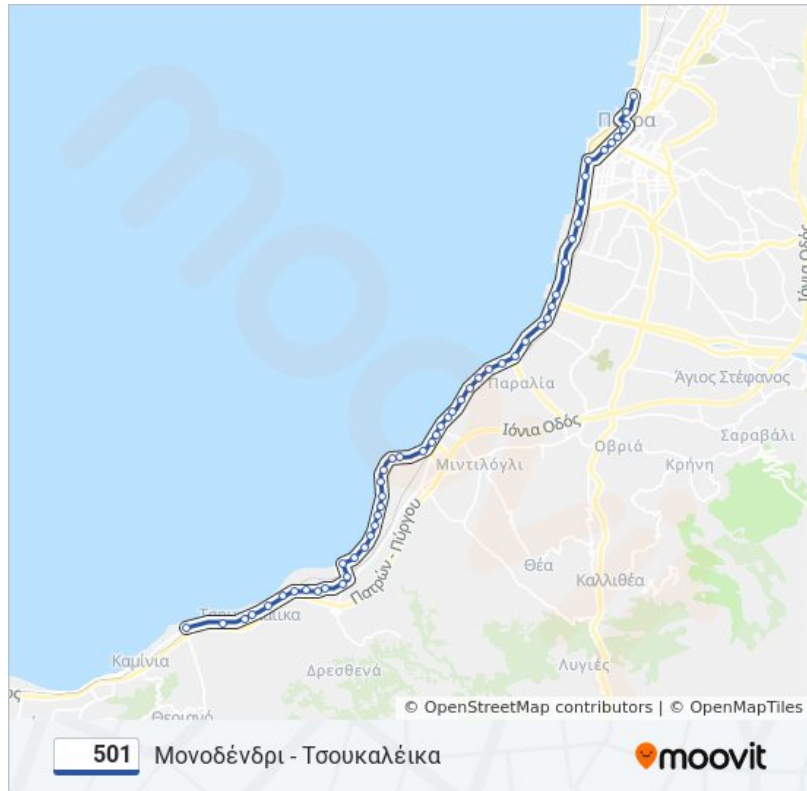 Πάτρα
Ιόνια Οδός
Παραλία
Άγιος Στέφανος
Ιόνια Οδός
Σαραβάλι
Οβριά
Μιντιλόγλι
Κρήνη
Πατρών - Πύργου
Θέα
Καλλιθέα
Τσουκαλέικα
Καμίνια
Δρεσθενά
Λυγιές
© OpenStreetMap contributors | © OpenMapTiles
501 Μονοδένδρι - Τσουκαλέικα moovit